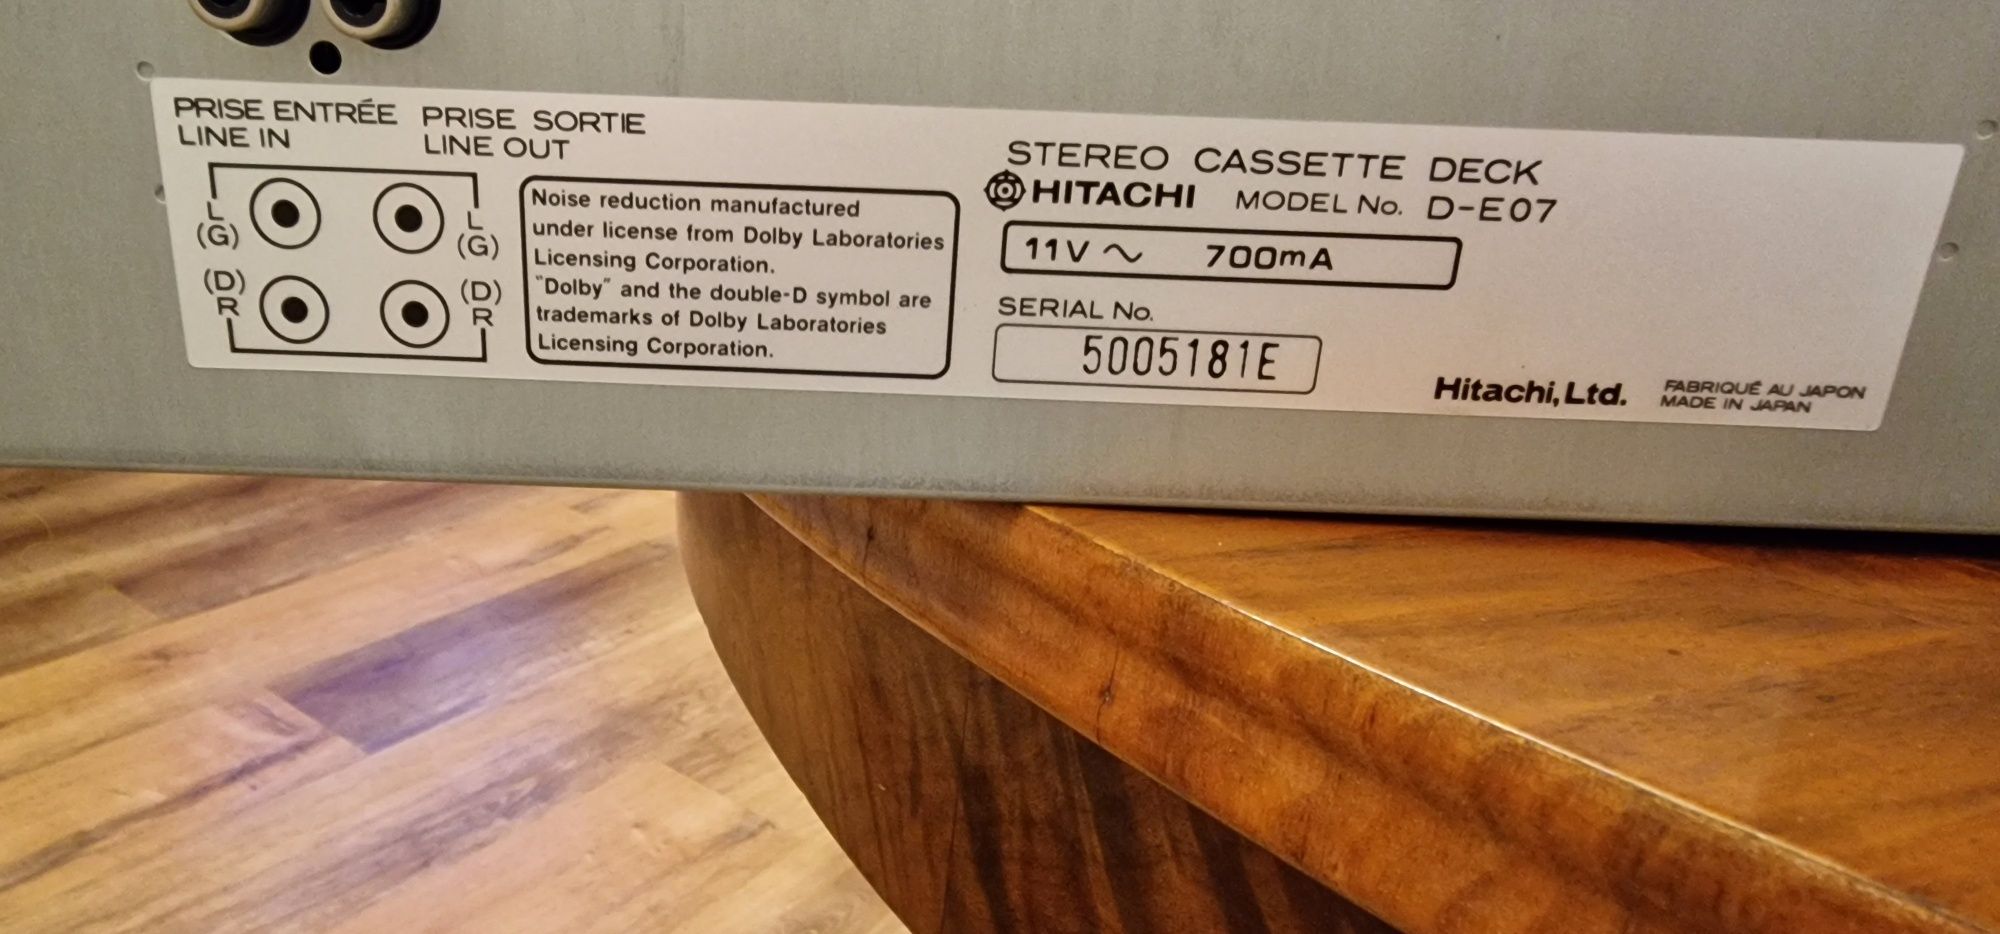 PRISE ENTRÉE
LINE IN
PRISE SORTIE
LINE OUT
L
(G)
L
(G)
(D)
R
(D)
R
Noise reduction manufactured
under license from Dolby Laboratories
Licensing Corporation.
"Dolby" and the double-D symbol are
trademarks of Dolby Laboratories
Licensing Corporation.
STEREO CASSETTE DECK
HITACHI MODEL No. D-E07
11V ~ 700mA
SERIAL No.
5005181E
Hitachi, Ltd.
FABRIQUÉ AU JAPON
MADE IN JAPAN